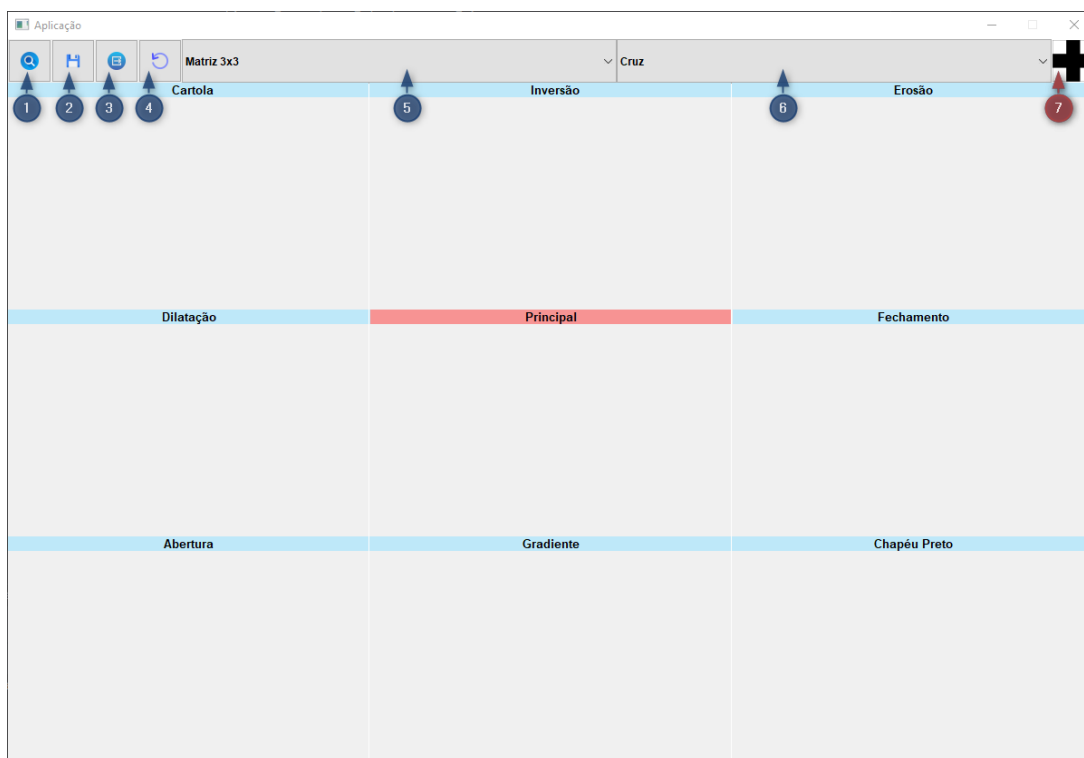 Aplicação
Matriz 3x3 Cruz
Cartola Inversão Erosão
1 2 3 4 5 6 7
Dilatação Principal Fechamento
Abertura Gradiente Chapéu Preto